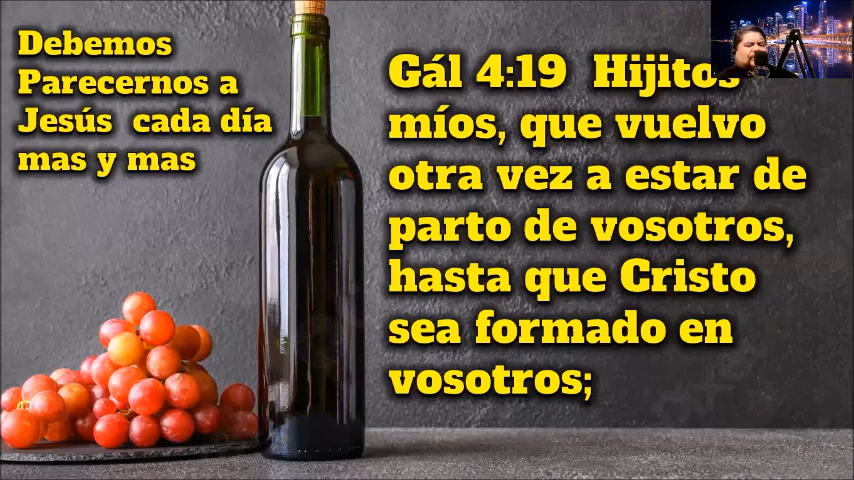 Debemos
Parecernos a
Jesús cada día
mas y mas
Gál 4:19 Hijitos
míos, que vuelvo
otra vez a estar de
parto de vosotros,
hasta que Cristo
sea formado en
vosotros;